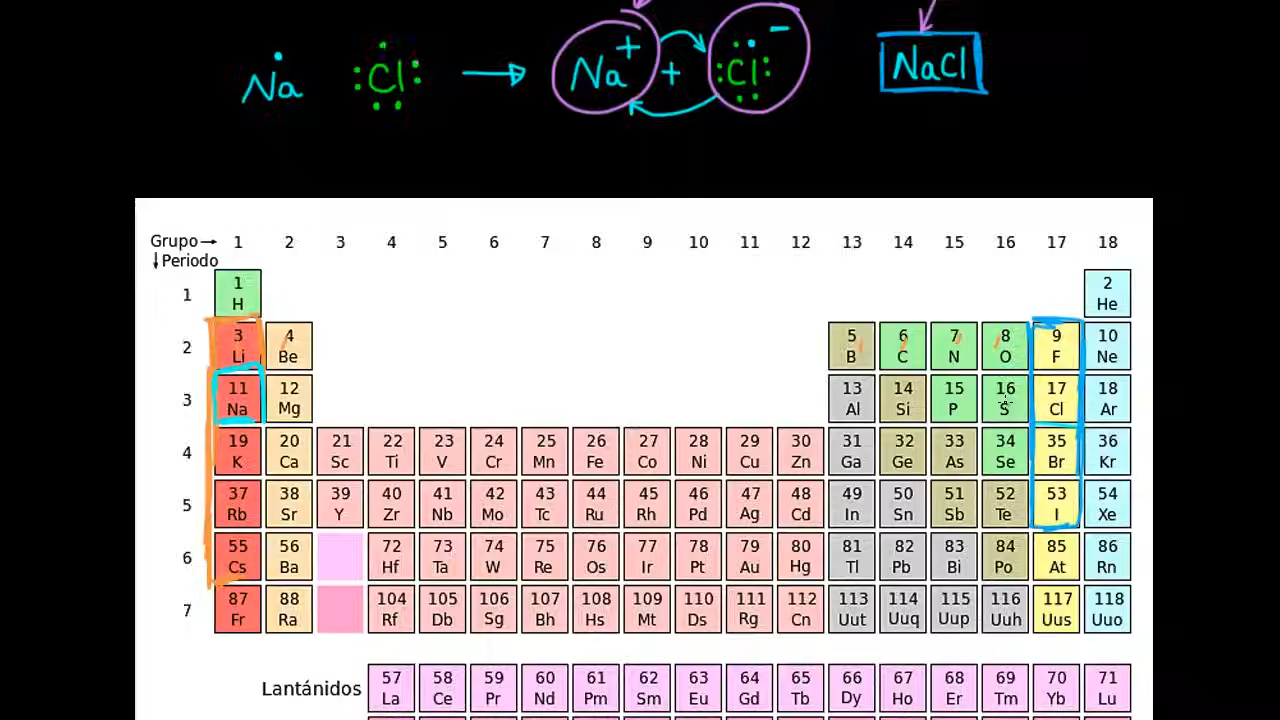 Na Cl → Na+ + Cl− NaCl
Grupo→ 1 2 3 4 5 6 7 8 9 10 11 12 13 14 15 16 17 18
↓Periodo
1 2
1 H He
3 4 5 6 7 8 9 10
2 Li Be B C N O F Ne
11 12 13 14 15 16 17 18
3 Na Mg Al Si P S Cl Ar
19 20 21 22 23 24 25 26 27 28 29 30 31 32 33 34 35 36
4 K Ca Sc Ti V Cr Mn Fe Co Ni Cu Zn Ga Ge As Se Br Kr
37 38 39 40 41 42 43 44 45 46 47 48 49 50 51 52 53 54
5 Rb Sr Y Zr Nb Mo Tc Ru Rh Pd Ag Cd In Sn Sb Te I Xe
55 56 72 73 74 75 76 77 78 79 80 81 82 83 84 85 86
6 Cs Ba Hf Ta W Re Os Ir Pt Au Hg Tl Pb Bi Po At Rn
87 88 104 105 106 107 108 109 110 111 112 113 114 115 116 117 118
7 Fr Ra Rf Db Sg Bh Hs Mt Ds Rg Cn Uut Uuq Uup Uuh Uus Uuo
57 58 59 60 61 62 63 64 65 66 67 68 69 70 71
Lantánidos La Ce Pr Nd Pm Sm Eu Gd Tb Dy Ho Er Tm Yb Lu